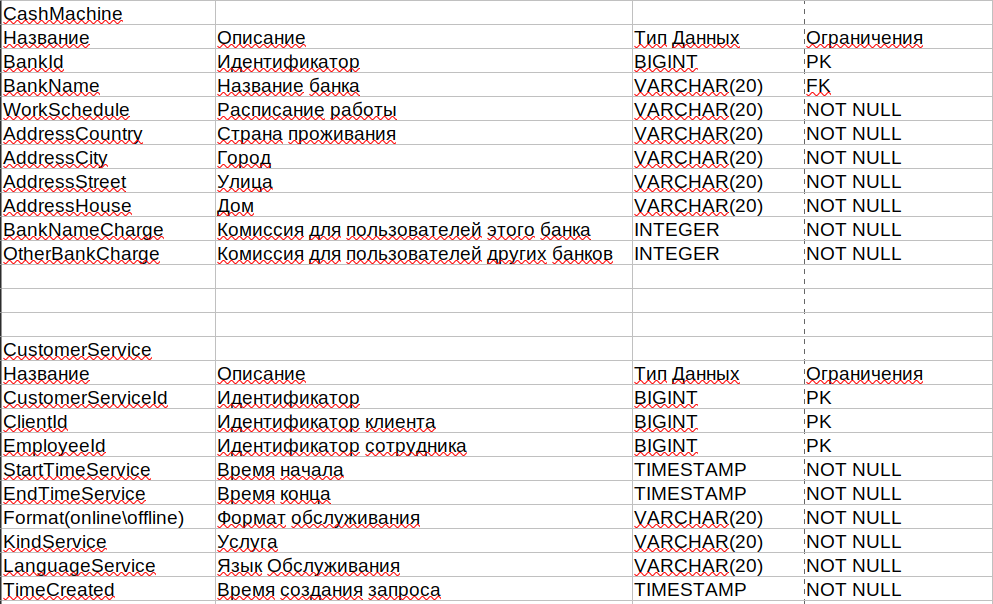 CashMachine
Название Описание Тип Данных Ограничения
BankId Идентификатор BIGINT PK
BankName Название банка VARCHAR(20) FK
WorkSchedule Расписание работы VARCHAR(20) NOT NULL
AddressCountry Страна проживания VARCHAR(20) NOT NULL
AddressCity Город VARCHAR(20) NOT NULL
AddressStreet Улица VARCHAR(20) NOT NULL
AddressHouse Дом VARCHAR(20) NOT NULL
BankNameCharge Комиссия для пользователей этого банка INTEGER NOT NULL
OtherBankCharge Комиссия для пользователей других банков INTEGER NOT NULL
CustomerService
Название Описание Тип Данных Ограничения
CustomerServiceId Идентификатор BIGINT PK
ClientId Идентификатор клиента BIGINT PK
EmployeeId Идентификатор сотрудника BIGINT PK
StartTimeService Время начала TIMESTAMP NOT NULL
EndTimeService Время конца TIMESTAMP NOT NULL
Format(online\offline) Формат обслуживания VARCHAR(20) NOT NULL
KindService Услуга VARCHAR(20) NOT NULL
LanguageService Язык Обслуживания VARCHAR(20) NOT NULL
TimeCreated Время создания запроса TIMESTAMP NOT NULL